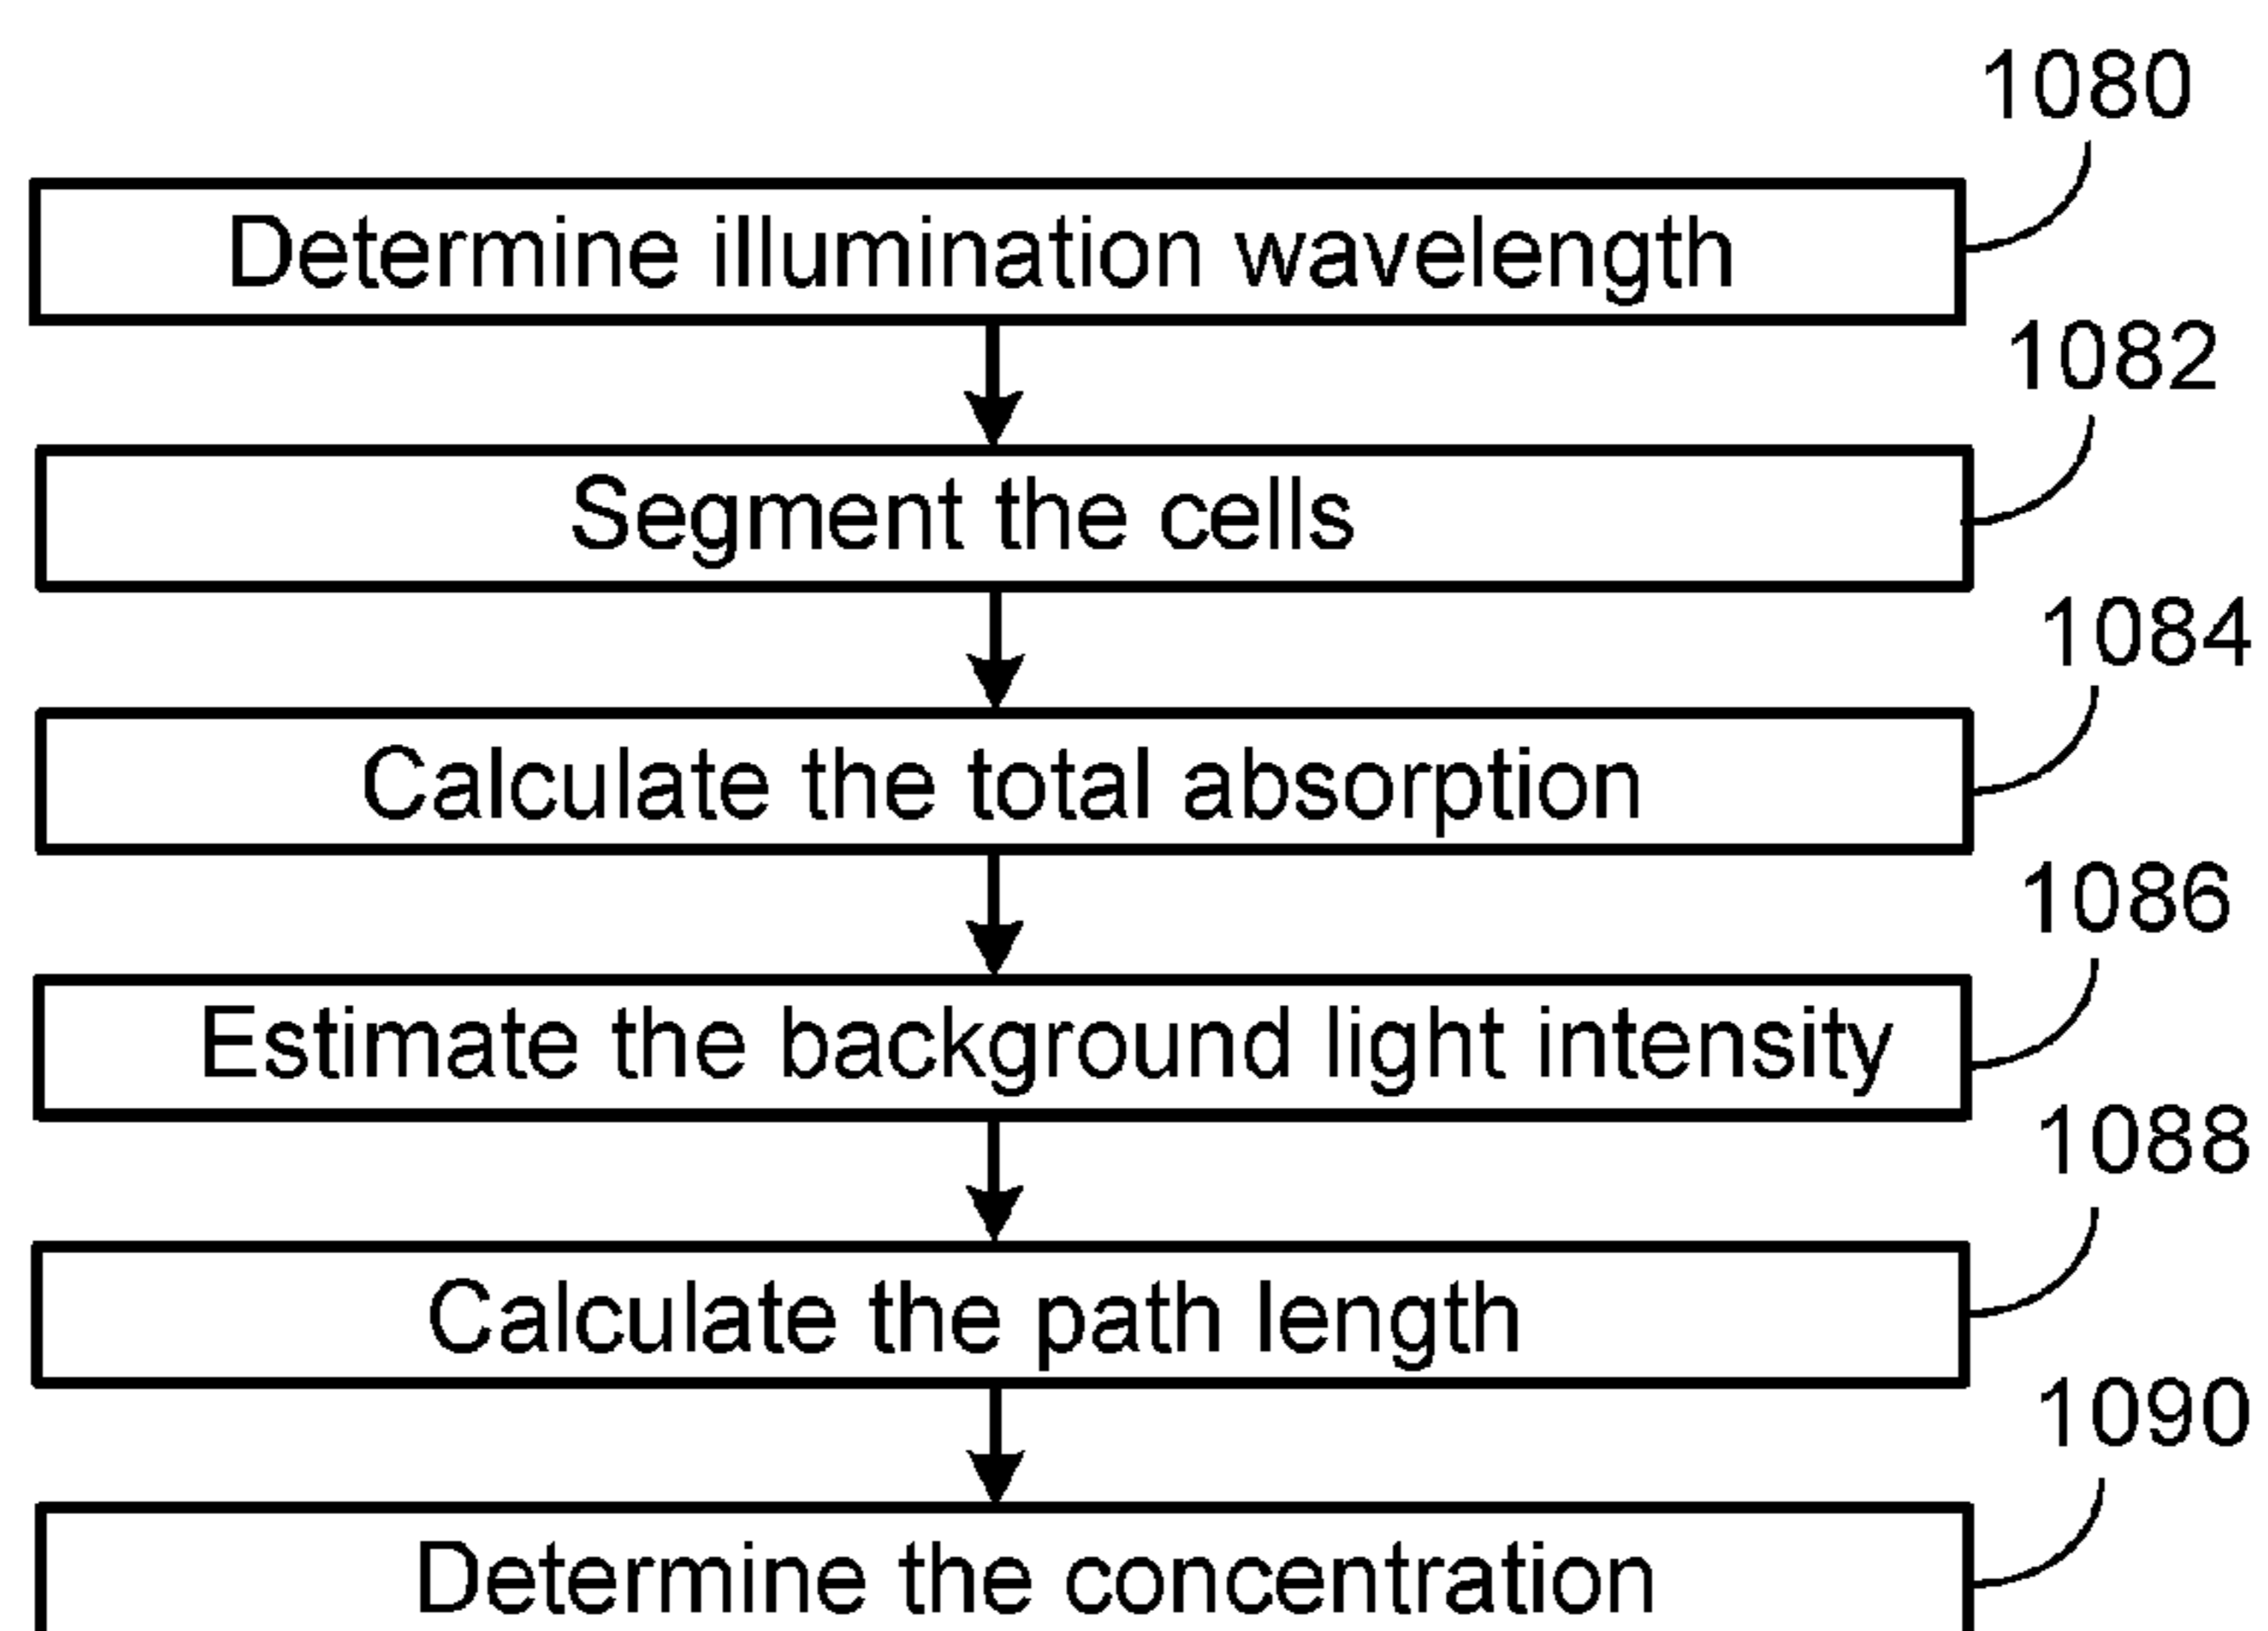 1080
Determine illumination wavelength
1082
Segment the cells
1084
Calculate the total absorption
1086
Estimate the background light intensity
1088
Calculate the path length
1090
Determine the concentration